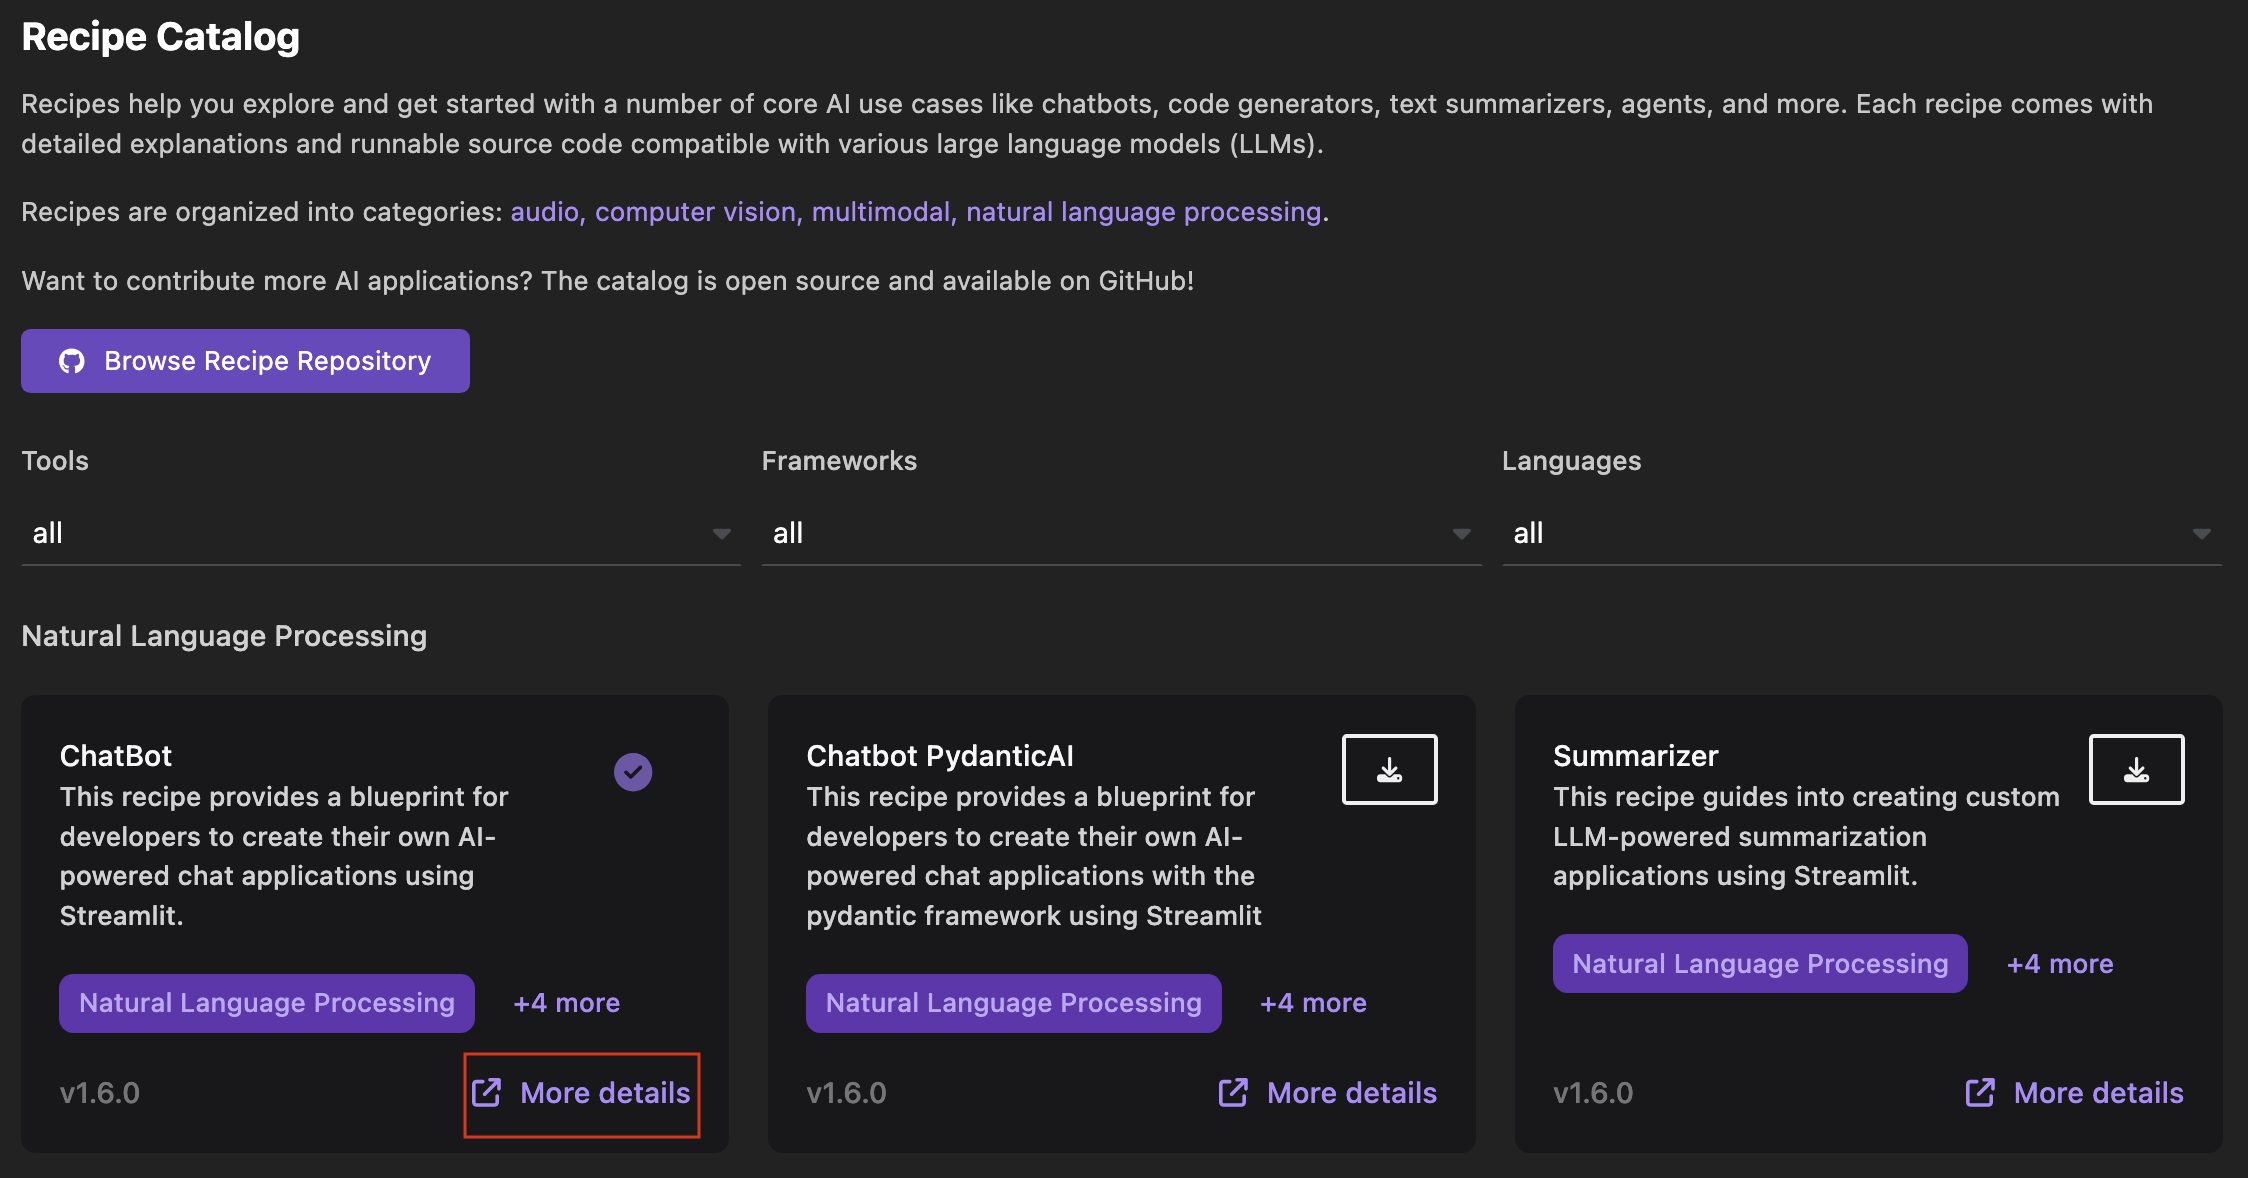 Recipe Catalog
Recipes help you explore and get started with a number of core AI use cases like chatbots, code generators, text summarizers, agents, and more. Each recipe comes with
detailed explanations and runnable source code compatible with various large language models (LLMs).
Recipes are organized into categories: audio, computer vision, multimodal, natural language processing.
Want to contribute more AI applications? The catalog is open source and available on GitHub!
Browse Recipe Repository
Tools
Frameworks
Languages
all
all
all
Natural Language Processing
ChatBot
This recipe provides a blueprint for
developers to create their own AI-
powered chat applications using
Streamlit.
Natural Language Processing
+4 more
v1.6.0
More details
Chatbot PydanticAI
This recipe provides a blueprint for
developers to create their own AI-
powered chat applications with the
pydantic framework using Streamlit
Natural Language Processing
+4 more
v1.6.0
More details
Summarizer
This recipe guides into creating custom
LLM-powered summarization
applications using Streamlit.
Natural Language Processing
+4 more
v1.6.0
More details